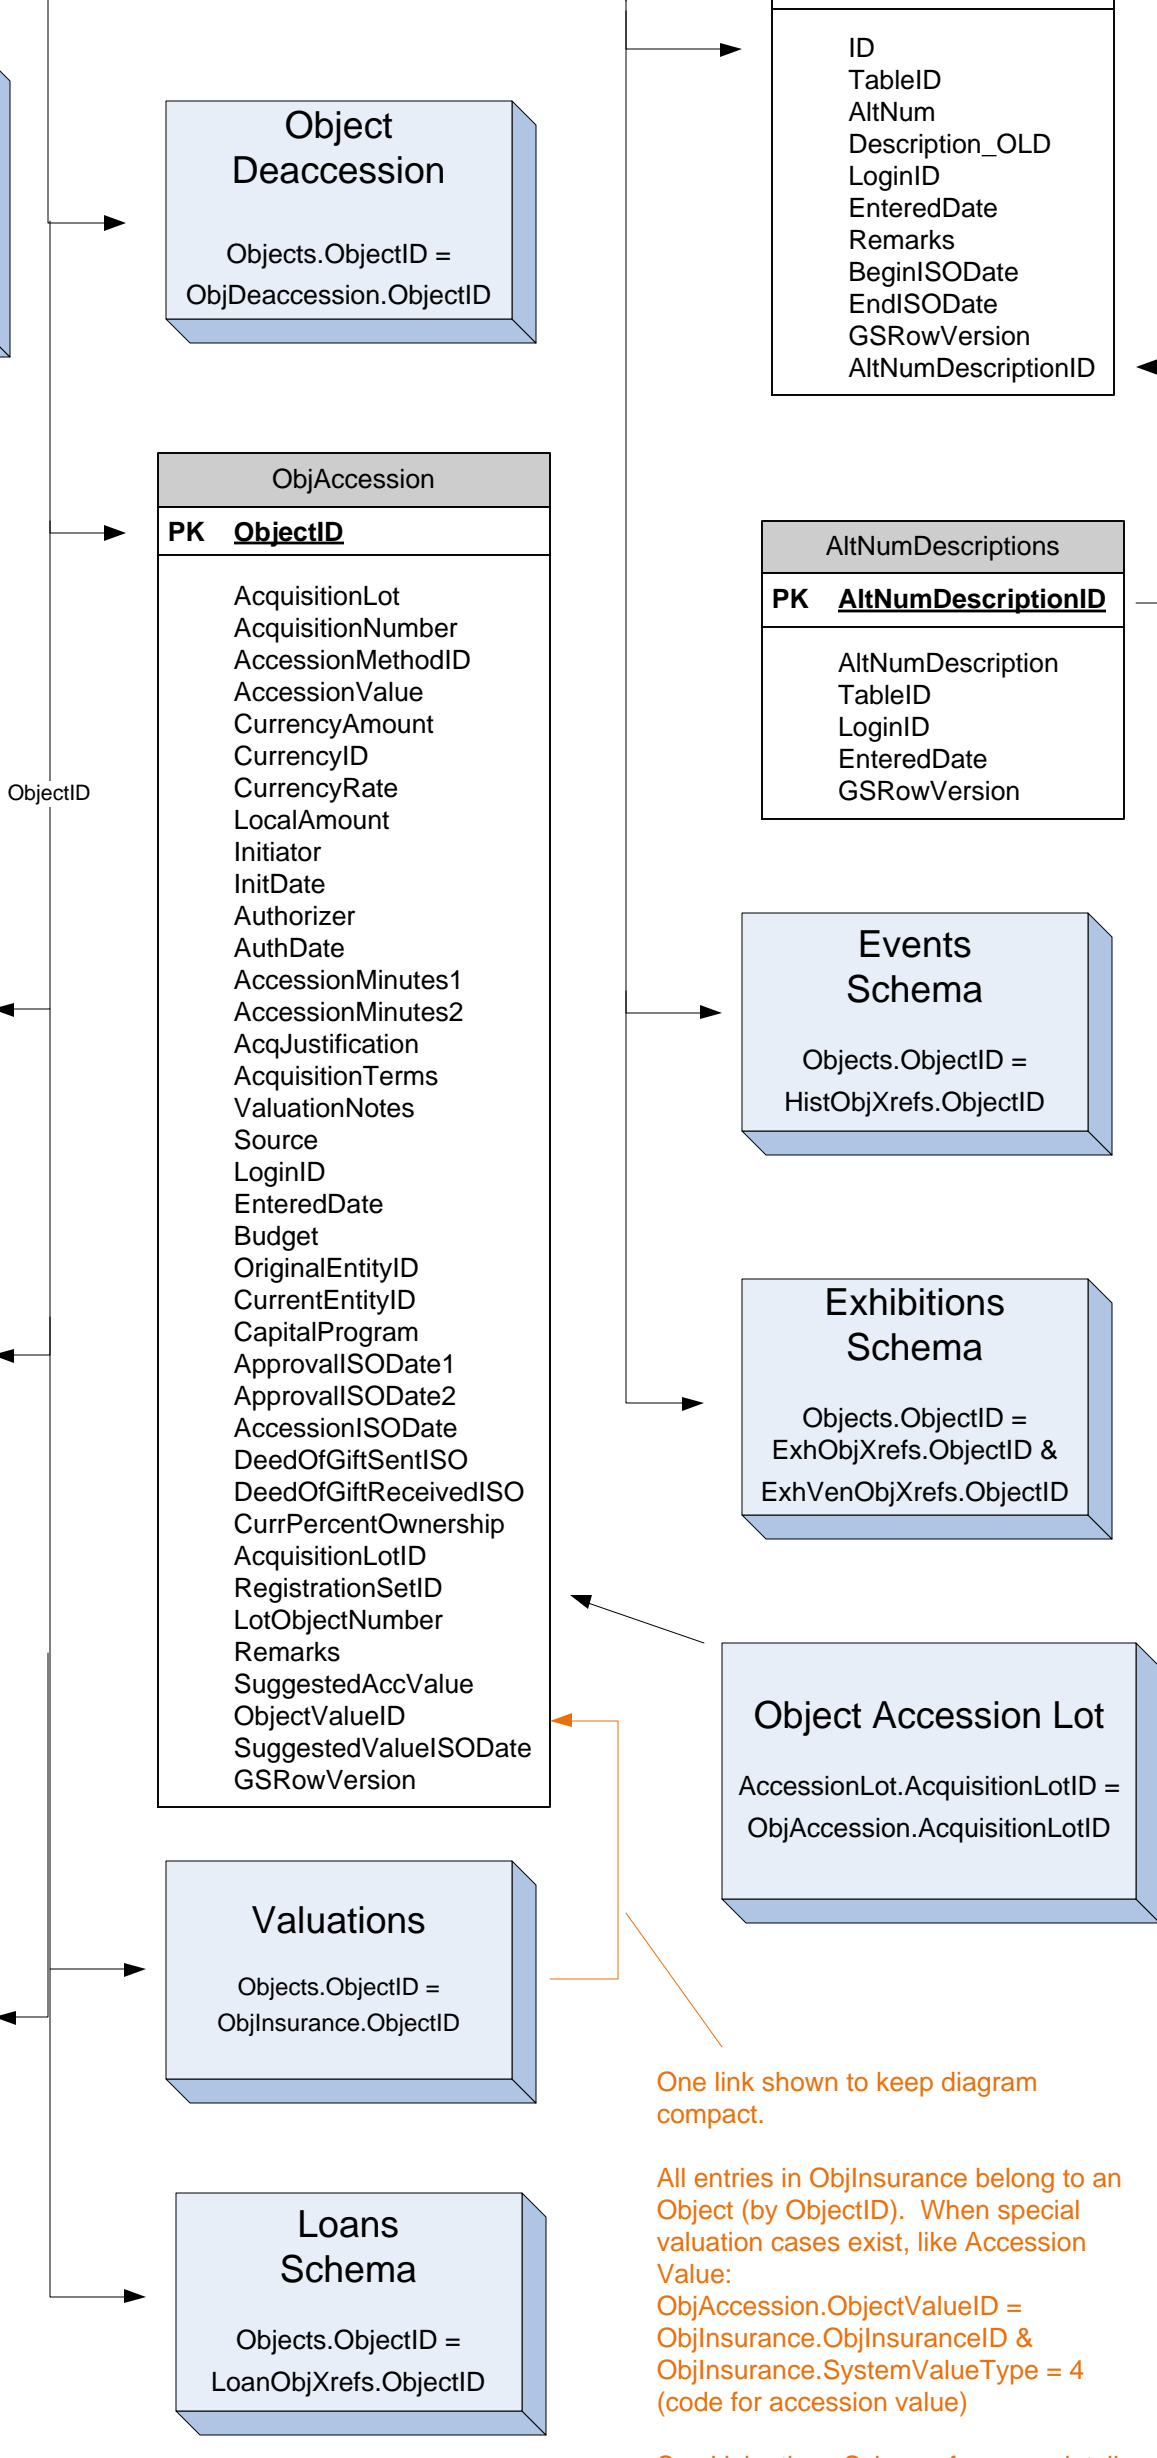 Object
Deaccession
Objects.ObjectID =
ObjDeaccession.ObjectID
ObjAccession
PK ObjectID
AcquisitionLot
AcquisitionNumber
AccessionMethodID
AccessionValue
CurrencyAmount
CurrencyID
CurrencyRate
LocalAmount
Initiator
InitDate
Authorizer
AuthDate
AccessionMinutes1
AccessionMinutes2
AcqJustification
AcquisitionTerms
ValuationNotes
Source
LoginID
EnteredDate
Budget
OriginalEntityID
CurrentEntityID
CapitalProgram
ApprovalISODate1
ApprovalISODate2
AccessionISODate
DeedOfGiftSentISO
DeedOfGiftReceivedISO
CurrPercentOwnership
AcquisitionLotID
RegistrationSetID
LotObjectNumber
Remarks
SuggestedAccValue
ObjectValueID
SuggestedValueISODate
GSRowVersion
ObjectID
Valuations
Objects.ObjectID =
ObjInsurance.ObjectID
Loans
Schema
Objects.ObjectID =
LoanObjXrefs.ObjectID
ID
TableID
AltNum
Description_OLD
LoginID
EnteredDate
Remarks
BeginISODate
EndISODate
GSRowVersion
AltNumDescriptionID
AltNumDescriptions
PK AltNumDescriptionID
AltNumDescription
TableID
LoginID
EnteredDate
GSRowVersion
Events
Schema
Objects.ObjectID =
HistObjXrefs.ObjectID
Exhibitions
Schema
Objects.ObjectID =
ExhObjXrefs.ObjectID &
ExhVenObjXrefs.ObjectID
Object Accession Lot
AccessionLot.AcquisitionLotID =
ObjAccession.AcquisitionLotID
One link shown to keep diagram
compact.
All entries in ObjInsurance belong to an
Object (by ObjectID).  When special
valuation cases exist, like Accession
Value:
ObjAccession.ObjectValueID =
ObjInsurance.ObjInsuranceID &
ObjInsurance.SystemValueType = 4
(code for accession value)